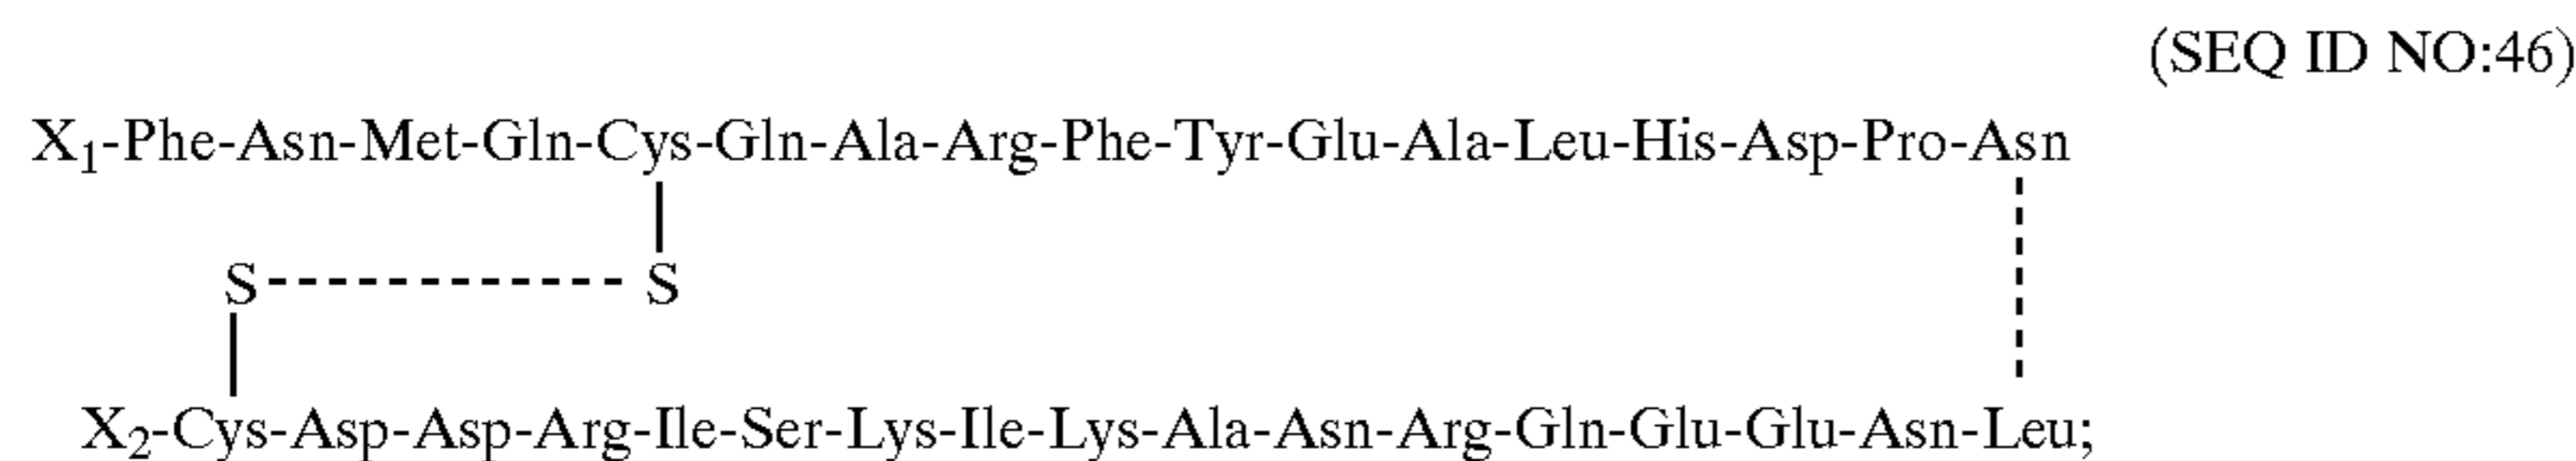 (SEQ ID NO:46)
X₁-Phe-Asn-Met-Gln-Cys-Gln-Ala-Arg-Phe-Tyr-Glu-Ala-Leu-His-Asp-Pro-Asn
S S
X₂-Cys-Asp-Asp-Arg-Ile-Ser-Lys-Ile-Lys-Ala-Asn-Arg-Gln-Glu-Glu-Asn-Leu;